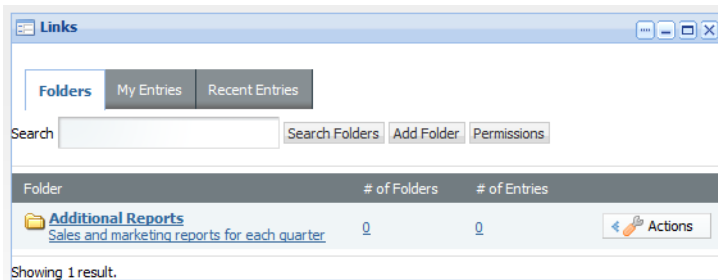 Links
Folders My Entries Recent Entries
Search Search Folders Add Folder Permissions
Folder # of Folders # of Entries
Additional Reports
Sales and marketing reports for each quarter 0 0 Actions
Showing 1 result.